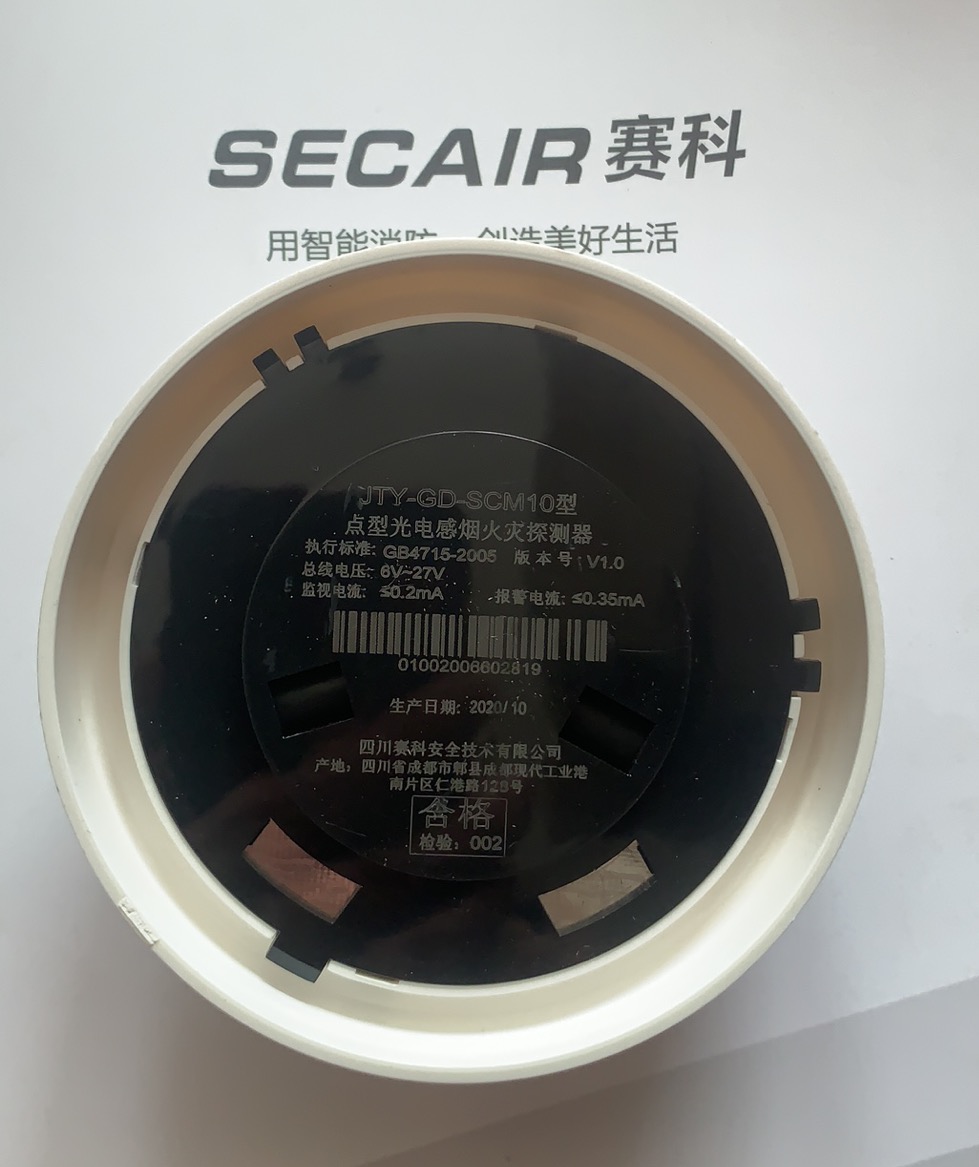 SECAIR 赛科
用智能消防 创造美好生活
JTY-GD-SCM10型
点型光电感烟火灾探测器
执行标准: GB4715-2005 版本号: V1.0
总线电压: 6V~27V
监视电流: ≤0.2mA 报警电流: ≤0.35mA
01002006602819
生产日期: 2020/10
四川赛科安全技术有限公司
产地: 四川省成都市郫县成都现代工业港
南片区仁港路128号
合格
检验: 002